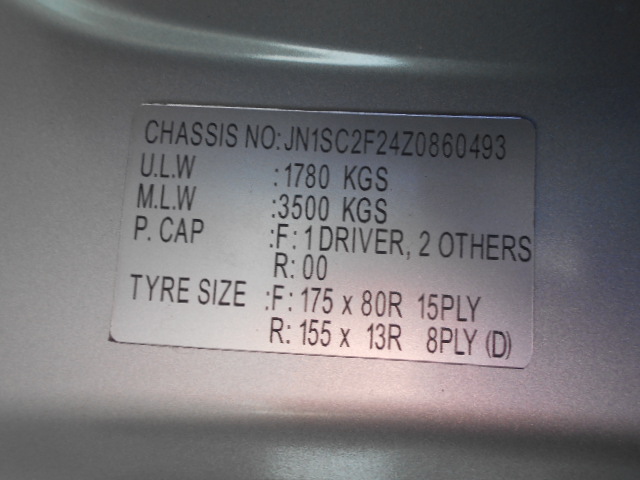 CHASSIS NO: JN1SC2F24Z0860493
U.L.W :1780 KGS
M.L.W :3500 KGS
P. CAP :F: 1 DRIVER, 2 OTHERS
R: 00
TYRE SIZE :F: 175 x 80R 15PLY
R: 155 x 13R 8PLY (D)